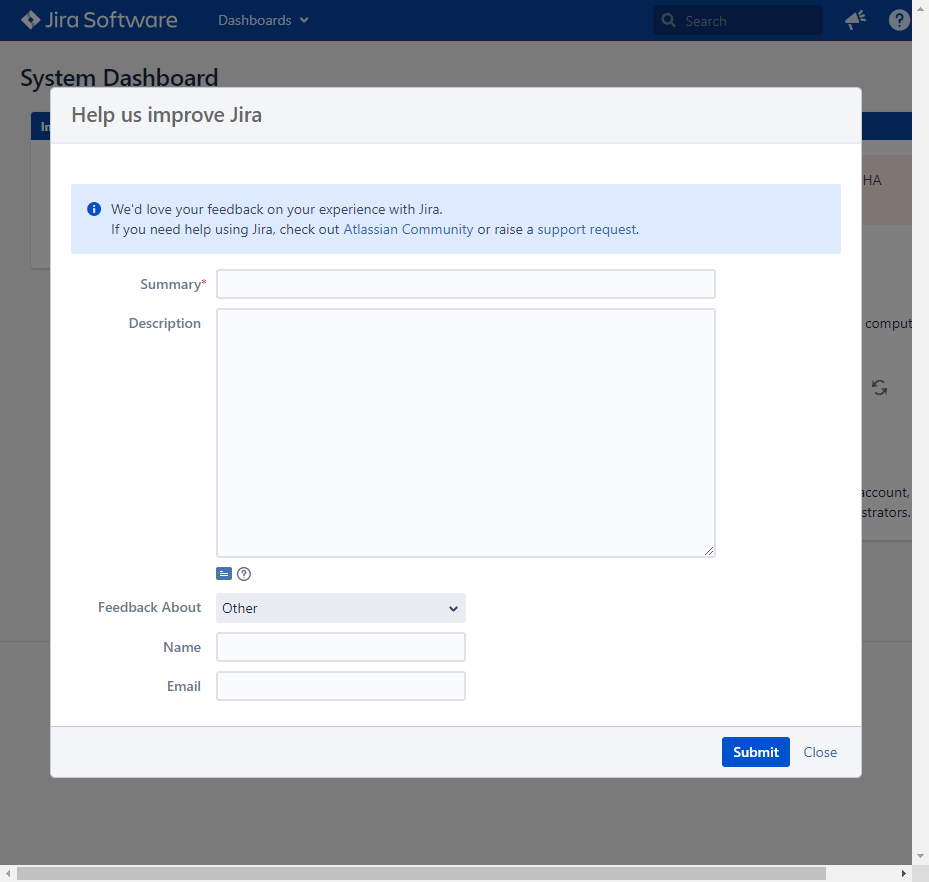 Jira Software Dashboards Search
System Dashboard
In
Help us improve Jira
HA
We'd love your feedback on your experience with Jira.
If you need help using Jira, check out Atlassian Community or raise a support request.
Summary*
Description
comput
account,
strators.
Feedback About Other
Name
Email
Submit Close